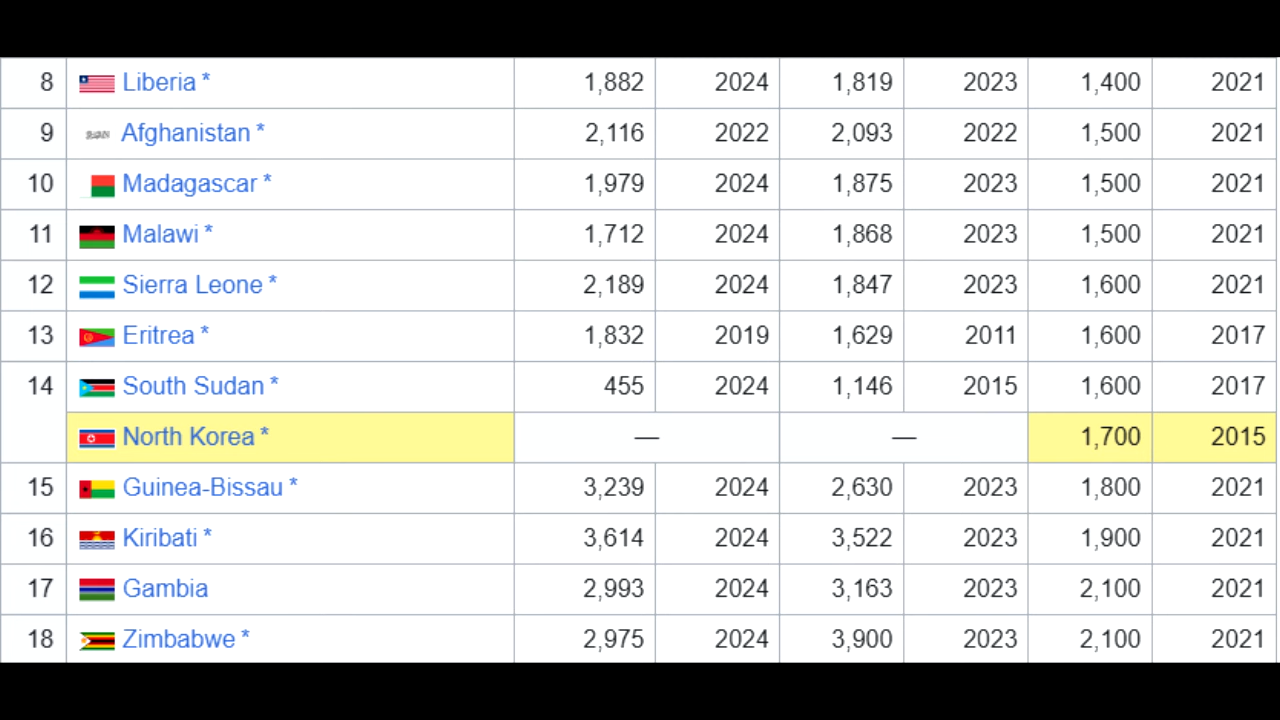 8 Liberia * 1,882 2024 1,819 2023 1,400 2021
9 Afghanistan * 2,116 2022 2,093 2022 1,500 2021
10 Madagascar * 1,979 2024 1,875 2023 1,500 2021
11 Malawi * 1,712 2024 1,868 2023 1,500 2021
12 Sierra Leone * 2,189 2024 1,847 2023 1,600 2021
13 Eritrea * 1,832 2019 1,629 2011 1,600 2017
14 South Sudan * 455 2024 1,146 2015 1,600 2017
North Korea * — — 1,700 2015
15 Guinea-Bissau * 3,239 2024 2,630 2023 1,800 2021
16 Kiribati * 3,614 2024 3,522 2023 1,900 2021
17 Gambia 2,993 2024 3,163 2023 2,100 2021
18 Zimbabwe * 2,975 2024 3,900 2023 2,100 2021